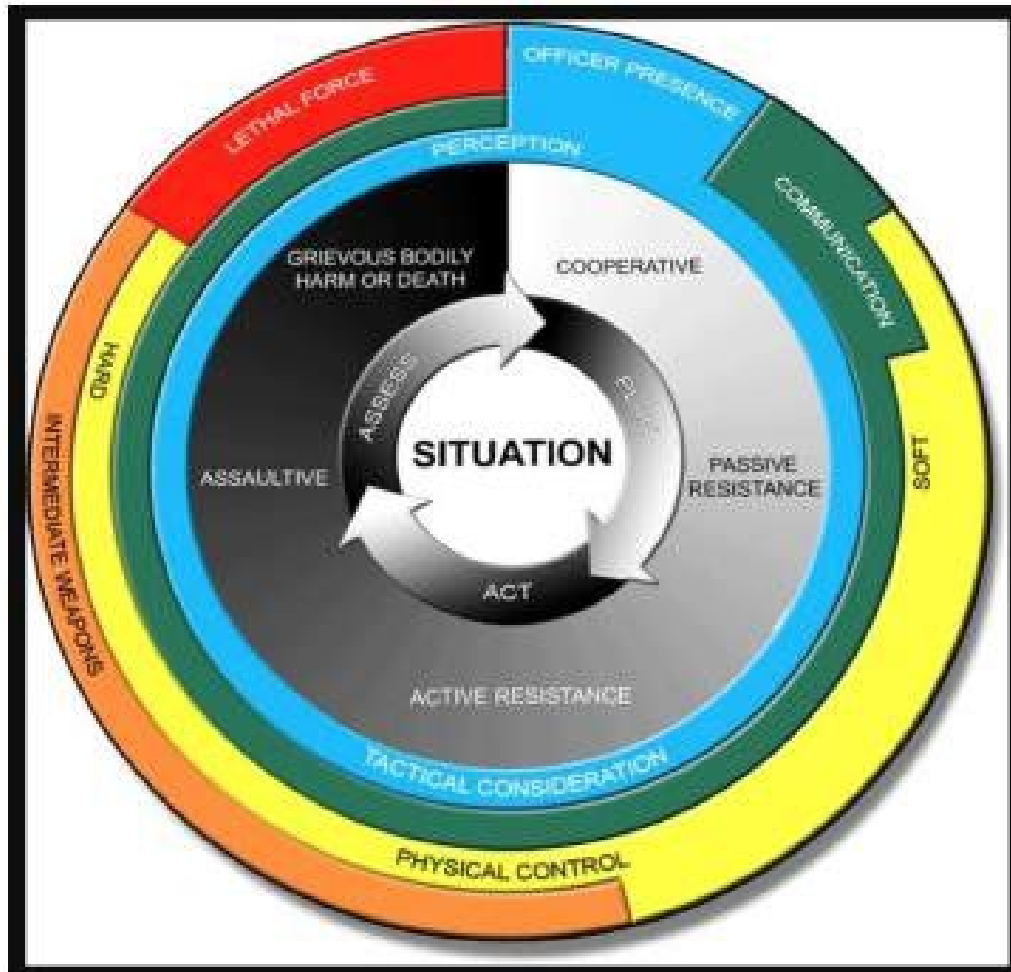 LETHAL FORCE
OFFICER PRESENCE
PERCEPTION
COMMUNICATION
GRIEVOUS BODILY
HARM OR DEATH
COOPERATIVE
ASSESS
HARD
SITUATION
SOFT
ASSAULTIVE
PASSIVE
RESISTANCE
INTERMEDIATE WEAPONS
ACT
ACTIVE RESISTANCE
TACTICAL CONSIDERATION
PHYSICAL CONTROL